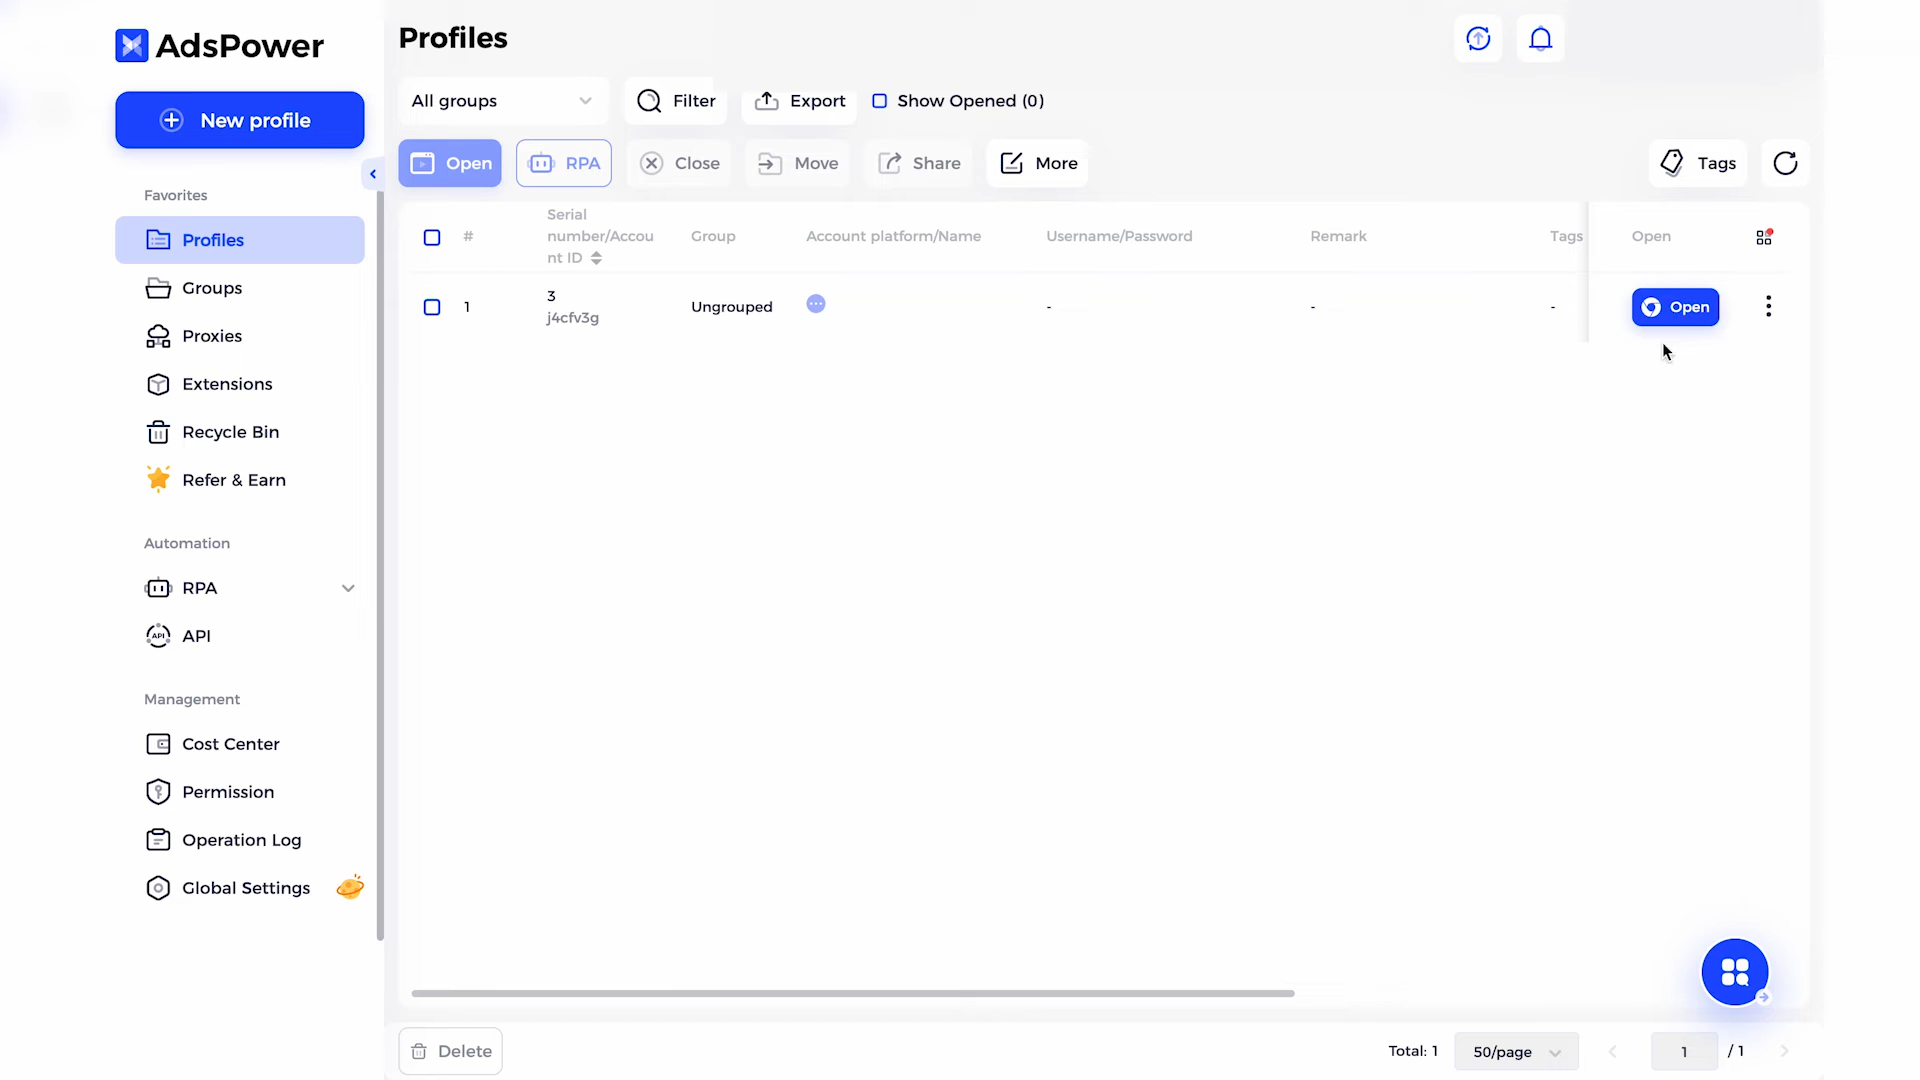 AdsPower
New profile
Favorites
Profiles
Groups
Proxies
Extensions
Recycle Bin
Refer & Earn
Automation
RPA
API
Management
Cost Center
Permission
Operation Log
Global Settings
Profiles
All groups
Filter
Export
Show Opened (0)
Open
RPA
Close
Move
Share
More
Tags
#
Serial
number/Accou
nt ID
Group
Account platform/Name
Username/Password
Remark
Tags
Open
1
3
j4cfv3g
Ungrouped
-
-
-
Open
Delete
Total: 1
50/page
1
/ 1